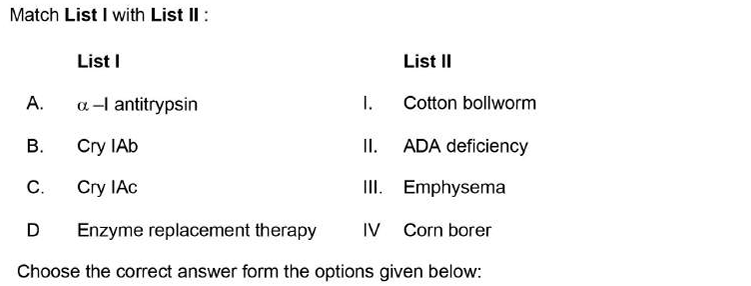 Match List I with List II :
List I List II
A. α –I antitrypsin I. Cotton bollworm
B. Cry IAb II. ADA deficiency
C. Cry IAc III. Emphysema
D Enzyme replacement therapy IV Corn borer
Choose the correct answer form the options given below: